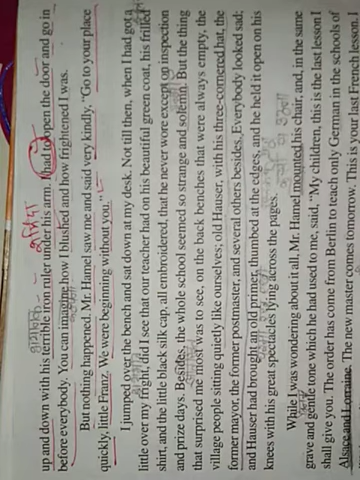 up and down with his terrible iron ruler under his arm. I had to open the door and go in
before everybody. You can imagine how I blushed and how frightened I was.
But nothing happened. Mr. Hamel saw me and said very kindly, "Go to your place
quickly, little Franz. We were beginning without you."
I jumped over the bench and sat down at my desk. Not till then, when I had got a
little over my fright, did I see that our teacher had on his beautiful green coat, his frilled
shirt, and the little black silk cap, all embroidered, that he never wore except on inspection
and prize days. Besides, the whole school seemed so strange and solemn. But the thing
that surprised me most was to see, on the back benches that were always empty, the
village people sitting quietly like ourselves; old Hauser, with his three-cornered hat, the
former mayor, the former postmaster, and several others besides. Everybody looked sad;
and Hauser had brought an old primer, thumbed at the edges, and he held it open on his
knees with his great spectacles lying across the pages.
While I was wondering about it all, Mr. Hamel mounted his chair, and, in the same
grave and gentle tone which he had used to me, said, "My children, this is the last lesson I
shall give you. The order has come from Berlin to teach only German in the schools of
Alsace and Lorraine. The new master comes tomorrow. This is your last French lesson. I